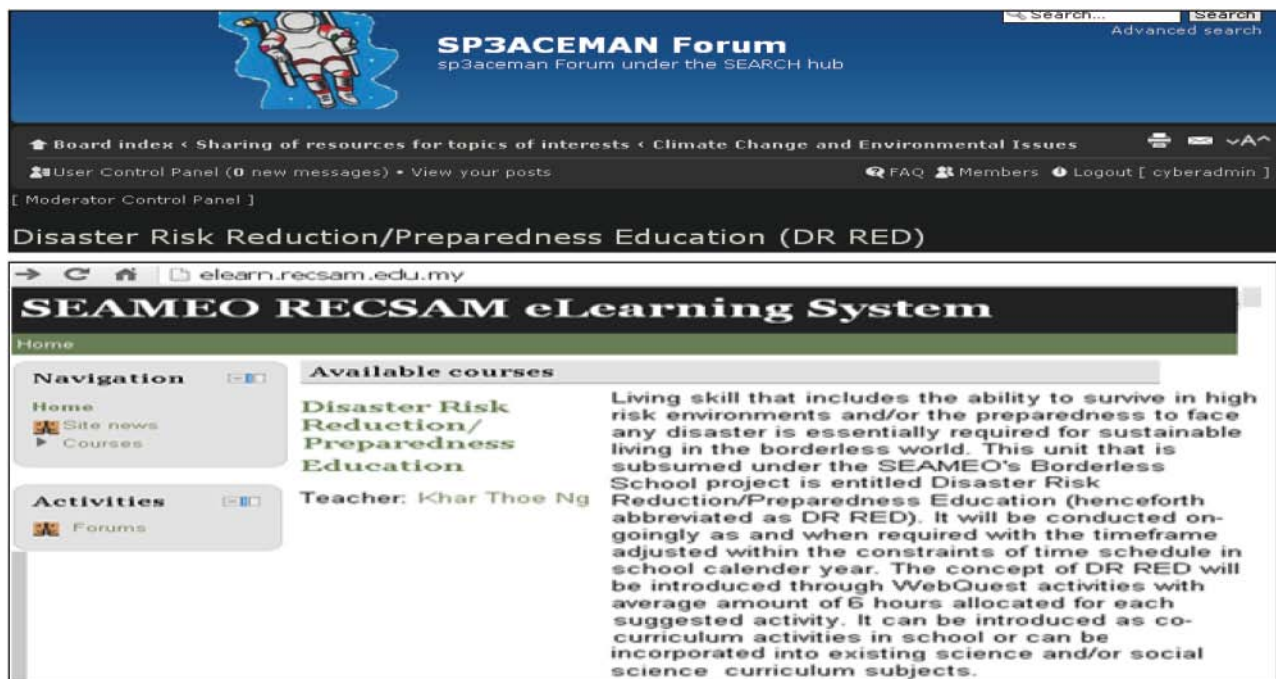 Search... Search
Advanced search
SP3ACEMAN Forum
sp3aceman Forum under the SEARCH hub
Board index ‹ Sharing of resources for topics of interests ‹ Climate Change and Environmental Issues
A
User Control Panel (0 new messages) • View your posts
FAQ Members Logout [ cyberadmin ]
[ Moderator Control Panel ]
Disaster Risk Reduction/Preparedness Education (DR RED)
elearn.recsam.edu.my
SEAMEO RECSAM eLearning System
Home
Navigation
Home
Site news
Courses
Activities
Forums
Available courses
Disaster Risk
Reduction/
Preparedness
Education
Teacher: Khar Thoe Ng
Living skill that includes the ability to survive in high
risk environments and/or the preparedness to face
any disaster is essentially required for sustainable
living in the borderless world. This unit that is
subsumed under the SEAMEO's Borderless
School project is entitled Disaster Risk
Reduction/Preparedness Education (henceforth
abbreviated as DR RED). It will be conducted on-
goingly as and when required with the timeframe
adjusted within the constraints of time schedule in
school calender year. The concept of DR RED will
be introduced through WebQuest activities with
average amount of 6 hours allocated for each
suggested activity. It can be introduced as co-
curriculum activities in school or can be
incorporated into existing science and/or social
science curriculum subjects.